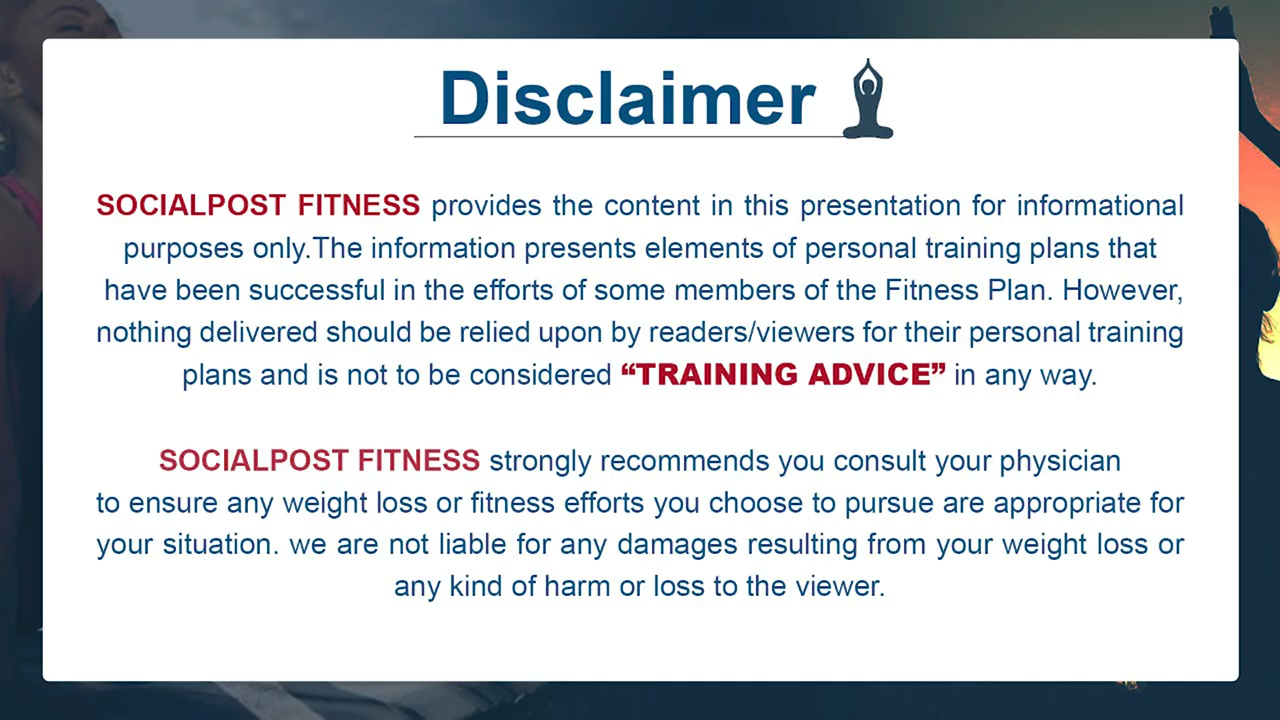 Disclaimer
SOCIALPOST FITNESS provides the content in this presentation for informational
purposes only.The information presents elements of personal training plans that
have been successful in the efforts of some members of the Fitness Plan. However,
nothing delivered should be relied upon by readers/viewers for their personal training
plans and is not to be considered “TRAINING ADVICE” in any way.
SOCIALPOST FITNESS strongly recommends you consult your physician
to ensure any weight loss or fitness efforts you choose to pursue are appropriate for
your situation. we are not liable for any damages resulting from your weight loss or
any kind of harm or loss to the viewer.